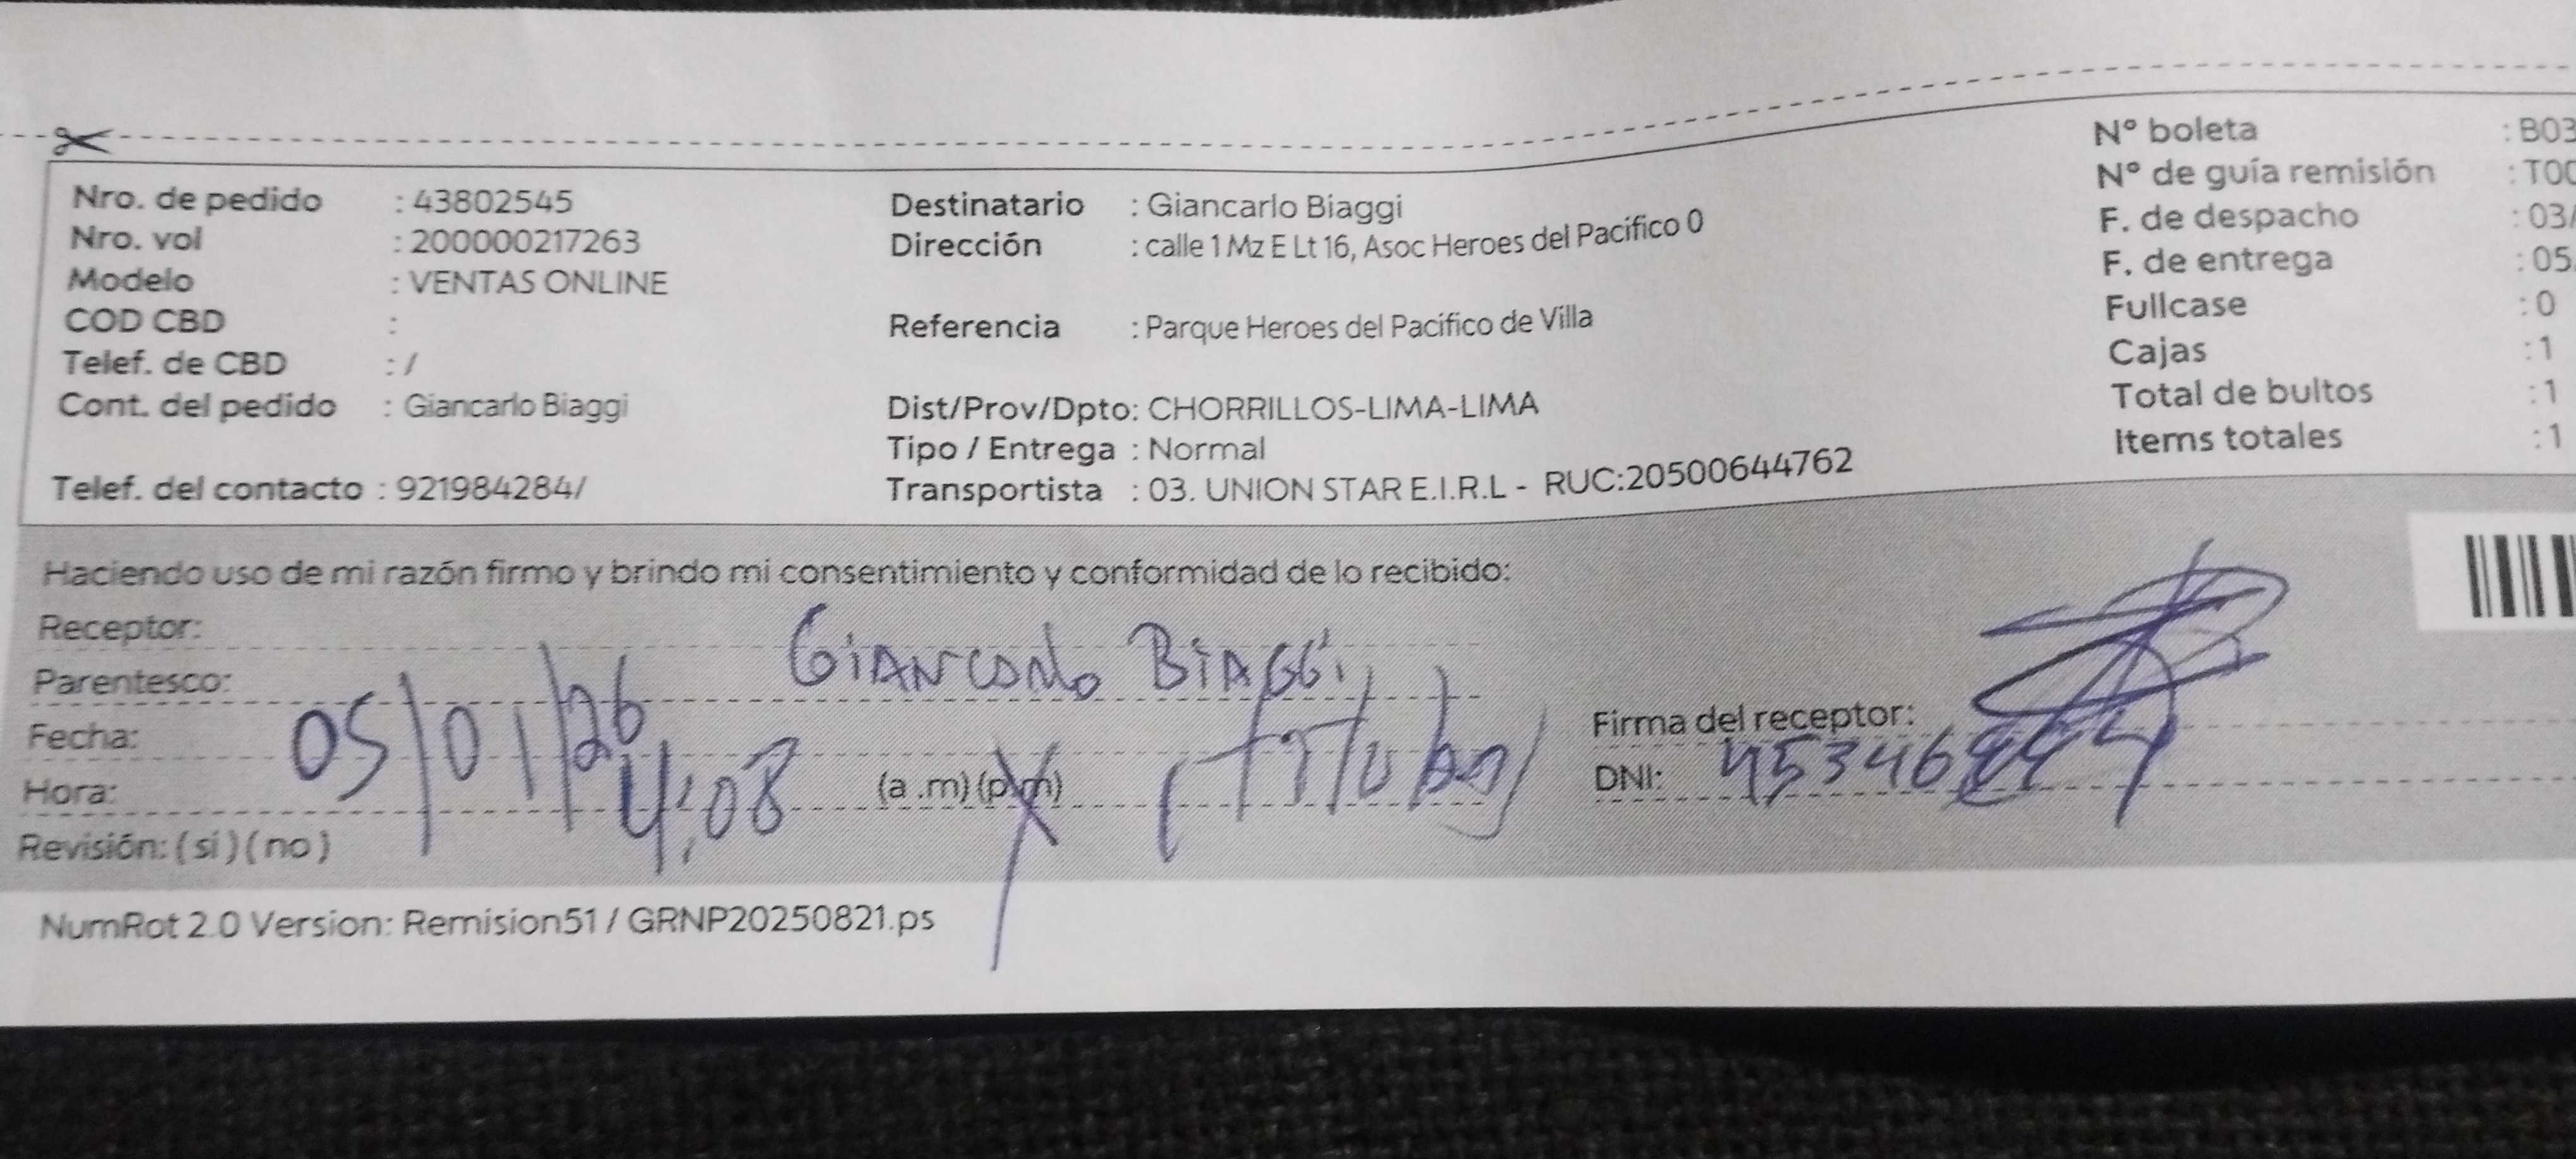 Nro. de pedido : 43802545
Nro. vol : 200000217263
Modelo : VENTAS ONLINE
COD CBD :
Telef. de CBD : /
Cont. del pedido : Giancarlo Biaggi
Telef. del contacto : 921984284/
Destinatario : Giancarlo Biaggi
Dirección : calle 1 Mz E Lt 16, Asoc Heroes del Pacifico 0
Referencia : Parque Heroes del Pacifico de Villa
Dist/Prov/Dpto: CHORRILLOS-LIMA-LIMA
Tipo / Entrega : Normal
Transportista : 03. UNION STAR E.I.R.L - RUC:20500644762
N° boleta : B03
N° de guía remisión : T00
F. de despacho : 03/
F. de entrega : 05
Fullcase : 0
Cajas : 1
Total de bultos : 1
Items totales : 1
Haciendo uso de mi razón firmo y brindo mi consentimiento y conformidad de lo recibido:
Receptor: GIANCARLO BIAGGI
Parentesco: (titular)
Fecha: 05/01/26
Hora: 4:08 (a .m) (p.m)
Revisión: ( si ) ( no )
Firma del receptor:
DNI:
NumRot 2.0 Version: Remision51 / GRNP20250821.ps